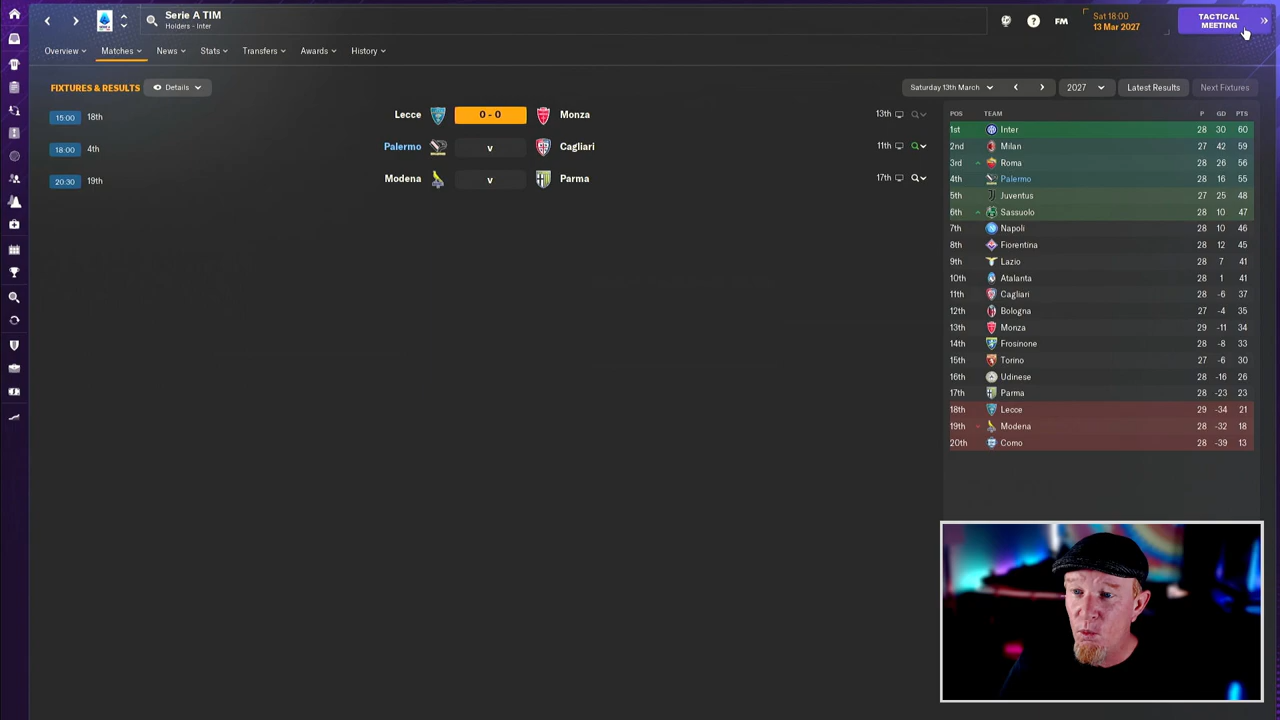 Serie A TIM
Holders - Inter
FM
Sat 18:00
13 Mar 2027
TACTICAL
MEETING
Overview
Matches
News
Stats
Transfers
Awards
History
FIXTURES & RESULTS
Details
Saturday 13th March
2027
Latest Results
Next Fixtures
15:00 18th Lecce 0 - 0 Monza 13th
18:00 4th Palermo v Cagliari 11th
20:30 19th Modena v Parma 17th
POS TEAM P GD PTS
1st Inter 28 30 60
2nd Milan 27 42 59
3rd Roma 28 26 56
4th Palermo 28 16 55
5th Juventus 27 25 48
6th Sassuolo 28 10 47
7th Napoli 28 10 46
8th Fiorentina 28 12 45
9th Lazio 28 7 41
10th Atalanta 28 1 41
11th Cagliari 28 -6 37
12th Bologna 27 -4 35
13th Monza 29 -11 34
14th Frosinone 28 -8 33
15th Torino 27 -6 30
16th Udinese 28 -16 26
17th Parma 28 -23 23
18th Lecce 29 -34 21
19th Modena 28 -32 18
20th Como 28 -39 13